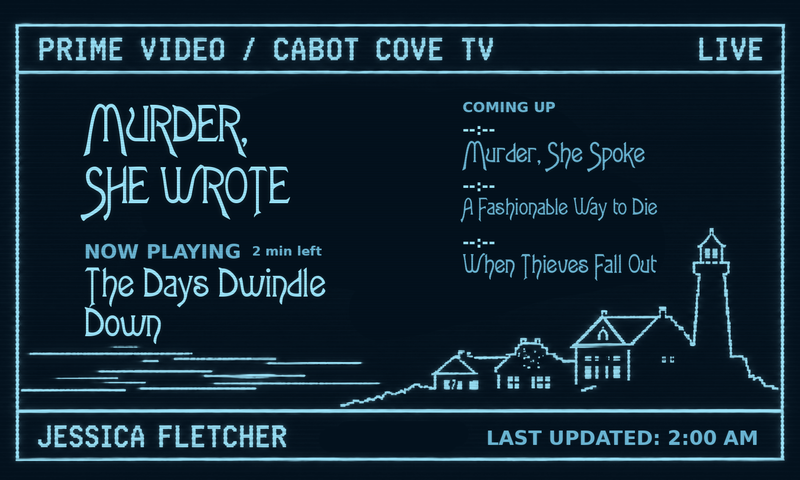 PRIME VIDEO / CABOT COVE TV
LIVE
MURDER,
SHE WROTE
NOW PLAYING 2 min left
The Days Dwindle
Down
COMING UP
--:--
Murder, She Spoke
--:--
A Fashionable Way to Die
--:--
When Thieves Fall Out
JESSICA FLETCHER
LAST UPDATED: 2:00 AM